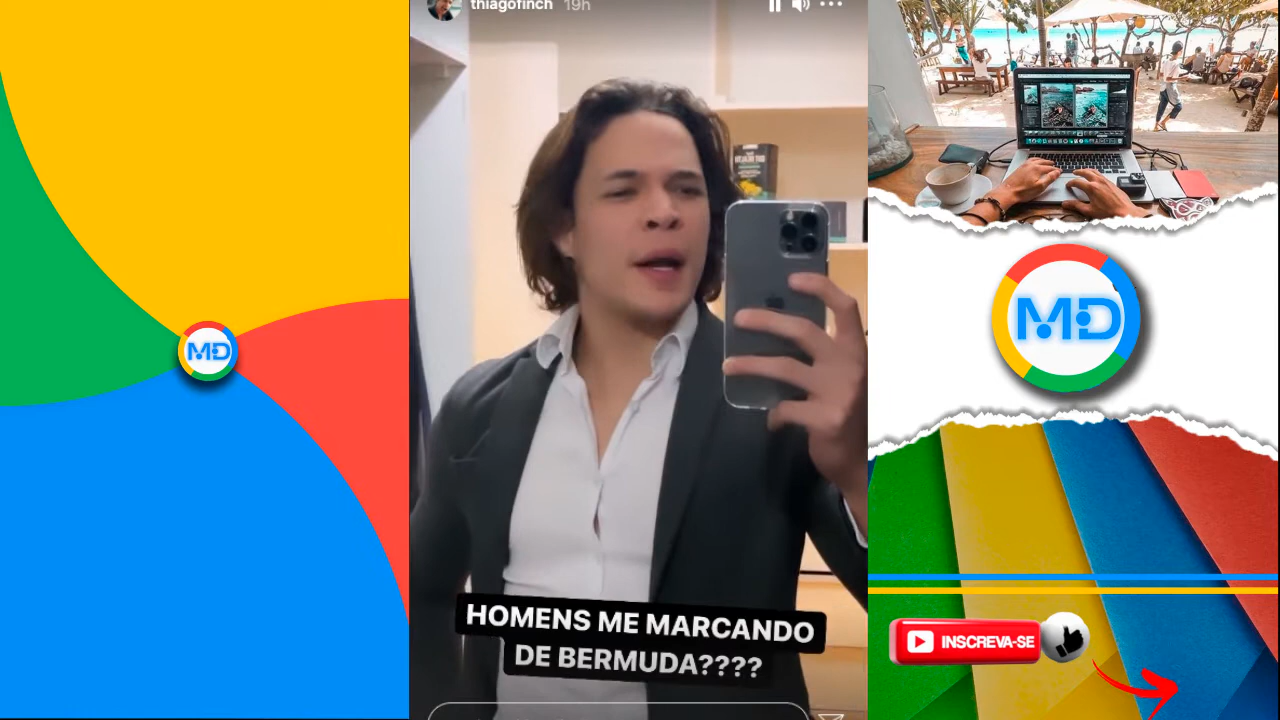 thiagofinch 19h
HOMENS ME MARCANDO
DE BERMUDA????
MD
MD
INSCREVA-SE